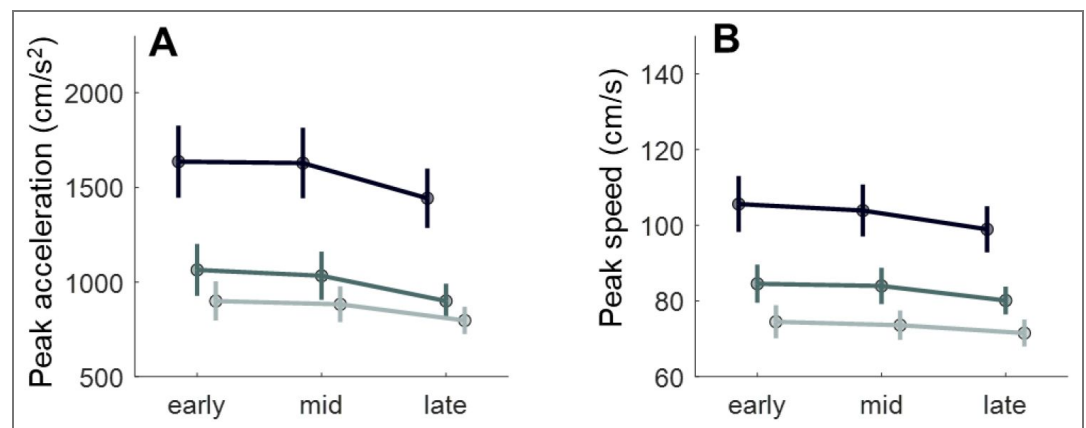 A
Peak acceleration (cm/s²)
2000
1500
1000
500
early mid late
B
Peak speed (cm/s)
140
120
100
80
60
early mid late